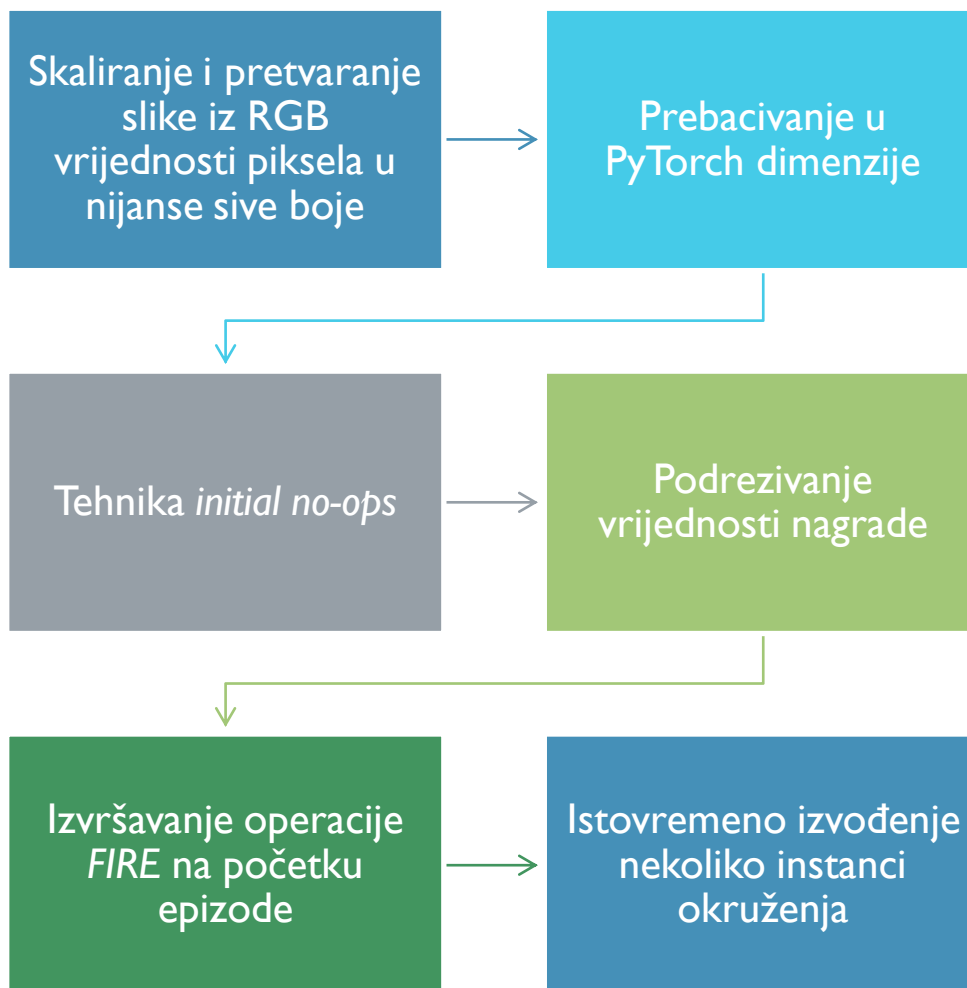 Skaliranje i pretvaranje
slike iz RGB
vrijednosti piksela u
nijanse sive boje
Prebacivanje u
PyTorch dimenzije
Tehnika initial no-ops
Podrezivanje
vrijednosti nagrade
Izvršavanje operacije
FIRE na početku
epizode
Istovremeno izvođenje
nekoliko instanci
okruženja